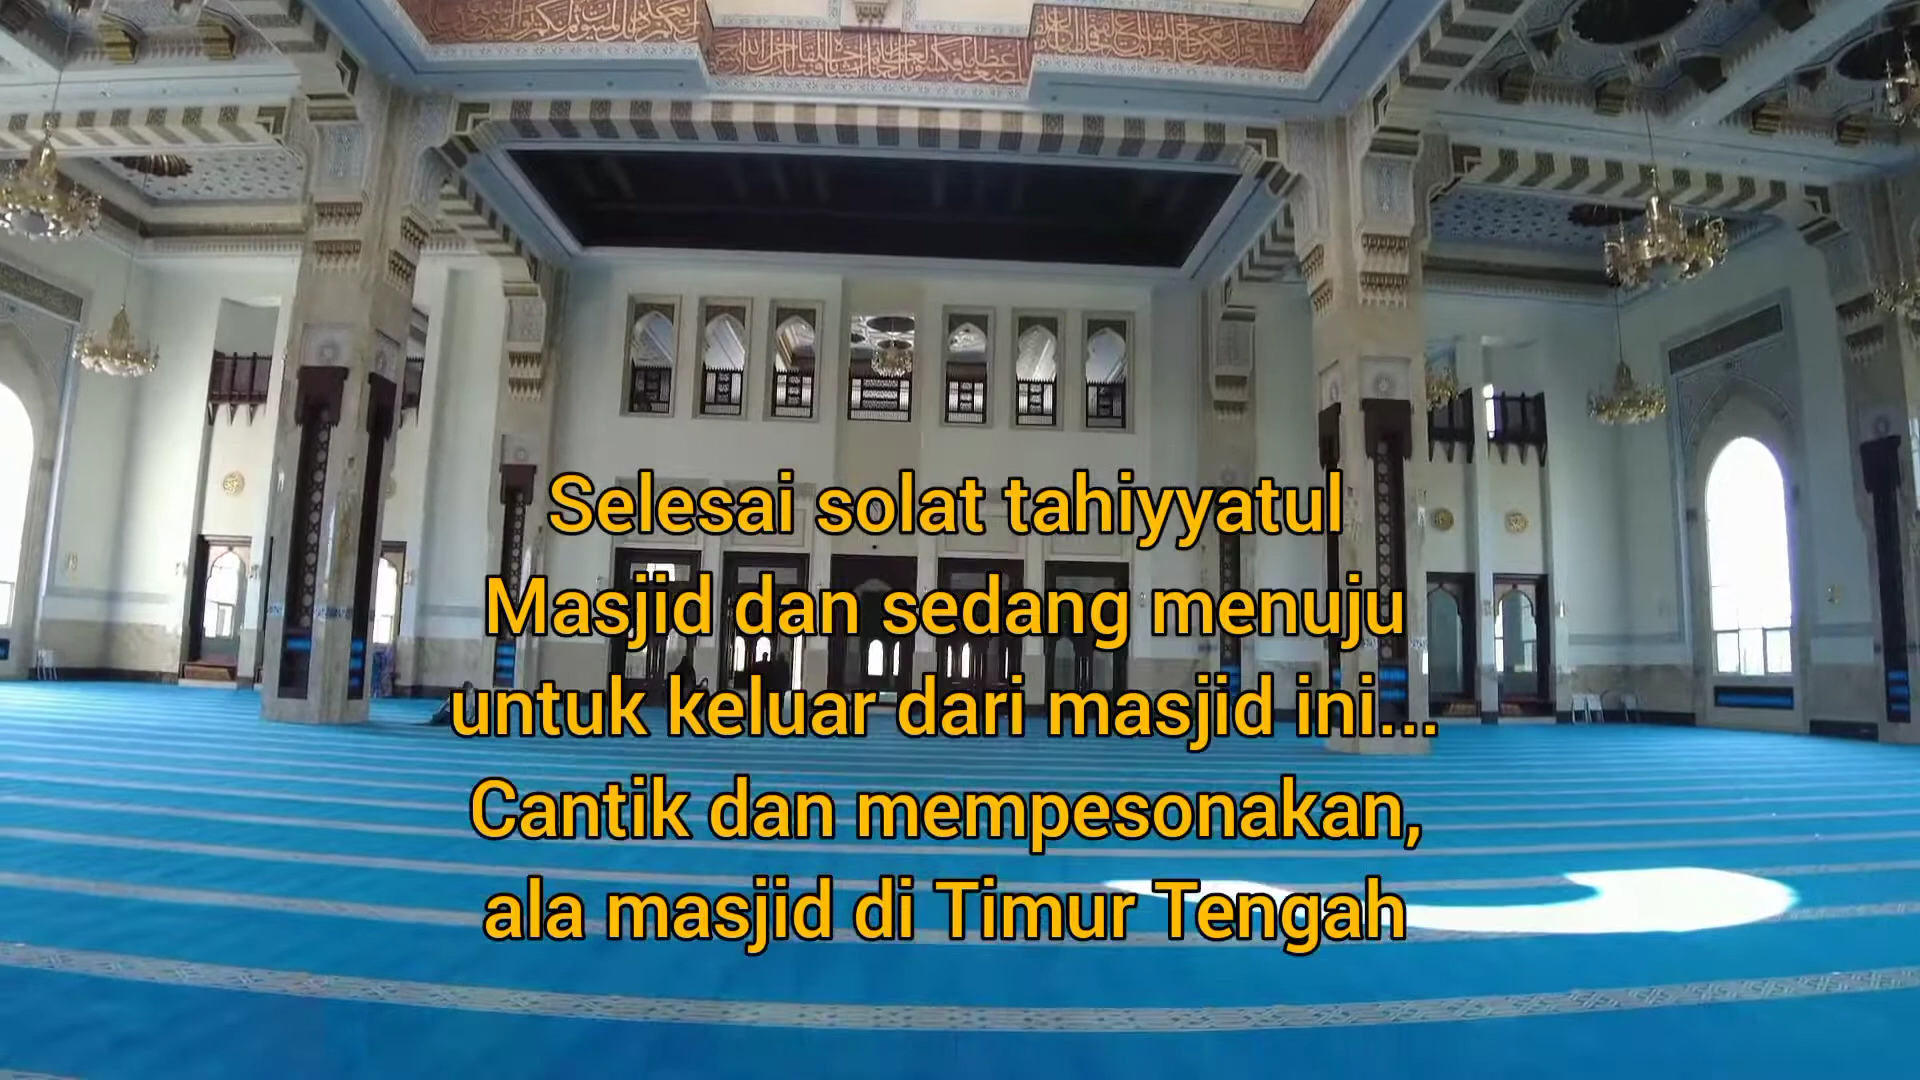 Selesai solat tahiyyatul
Masjid dan sedang menuju
untuk keluar dari masjid ini...
Cantik dan mempesonakan,
ala masjid di Timur Tengah